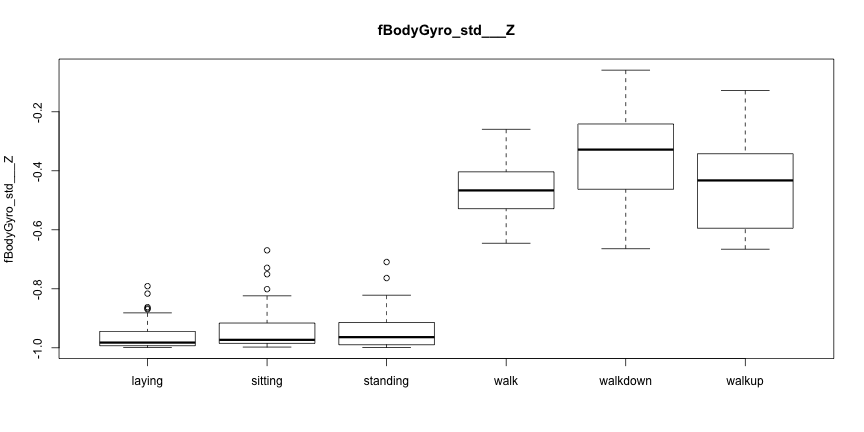 fBodyGyro_std___Z
fBodyGyro_std___Z
-0.2
-0.4
-0.6
-0.8
-1.0
laying sitting standing walk walkdown walkup